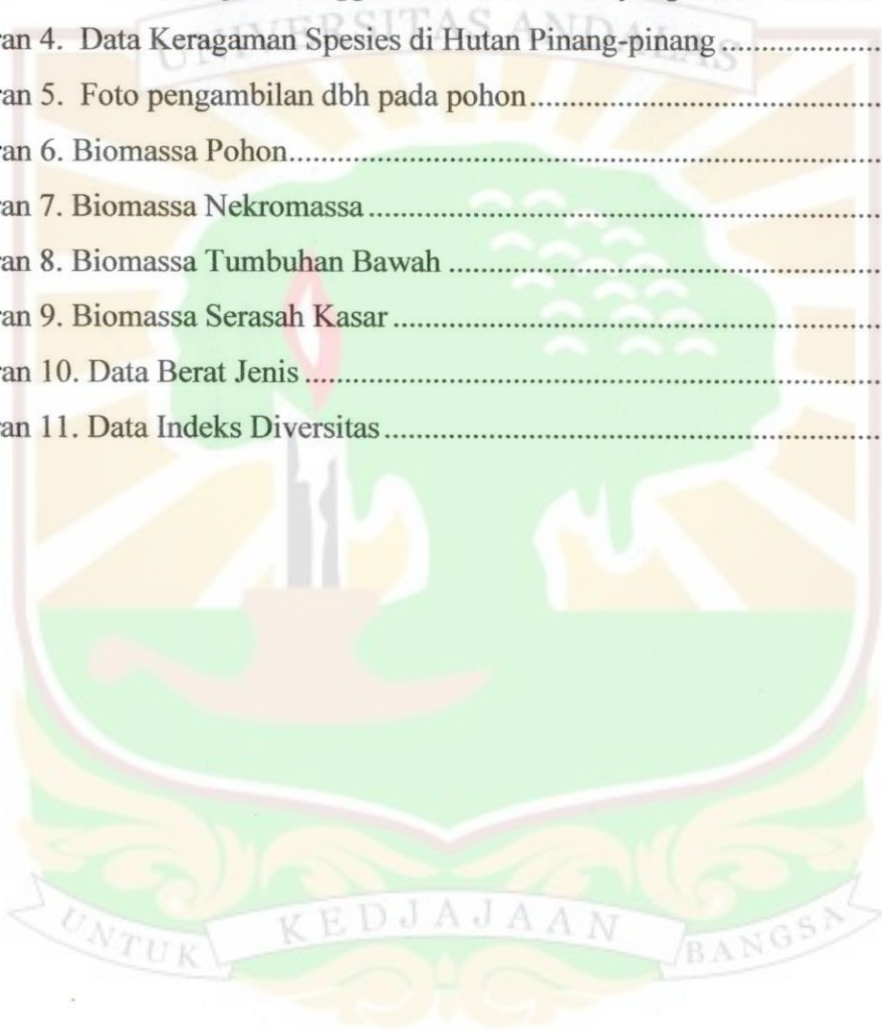 UNIVERSITAS ANDALAS
ran 4. Data Keragaman Spesies di Hutan Pinang-pinang ....................
ran 5. Foto pengambilan dbh pada pohon ............................................
ran 6. Biomassa Pohon ..........................................................................
ran 7. Biomassa Nekromassa ................................................................
ran 8. Biomassa Tumbuhan Bawah ......................................................
ran 9. Biomassa Serasah Kasar .............................................................
ran 10. Data Berat Jenis ........................................................................
ran 11. Data Indeks Diversitas ..............................................................
UNTUK KEDJAJAAN BANGSA